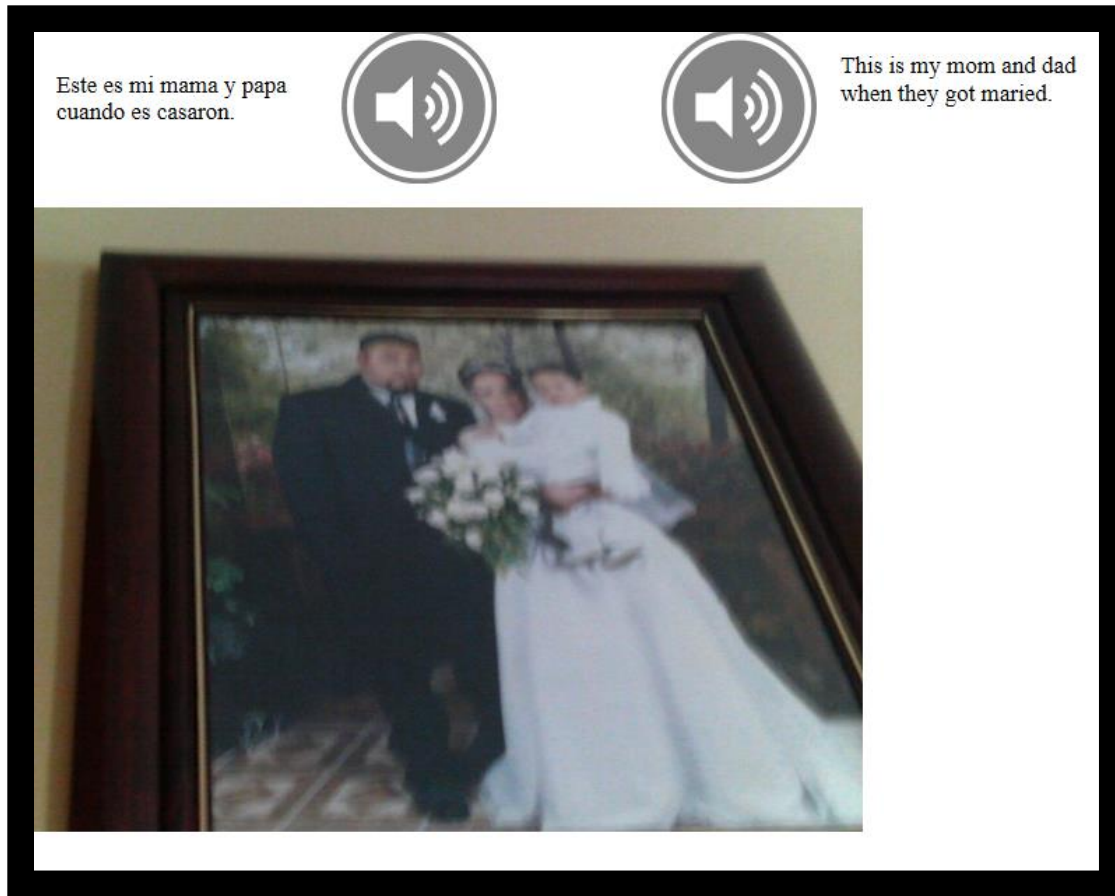 Este es mi mama y papa
cuando es casaron.
This is my mom and dad
when they got maried.